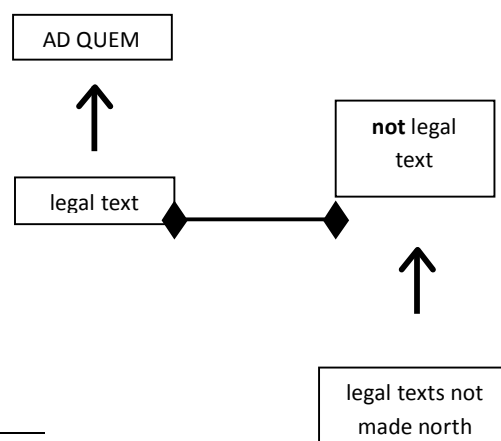 AD QUEM
not legal
text
legal text
legal texts not
made north